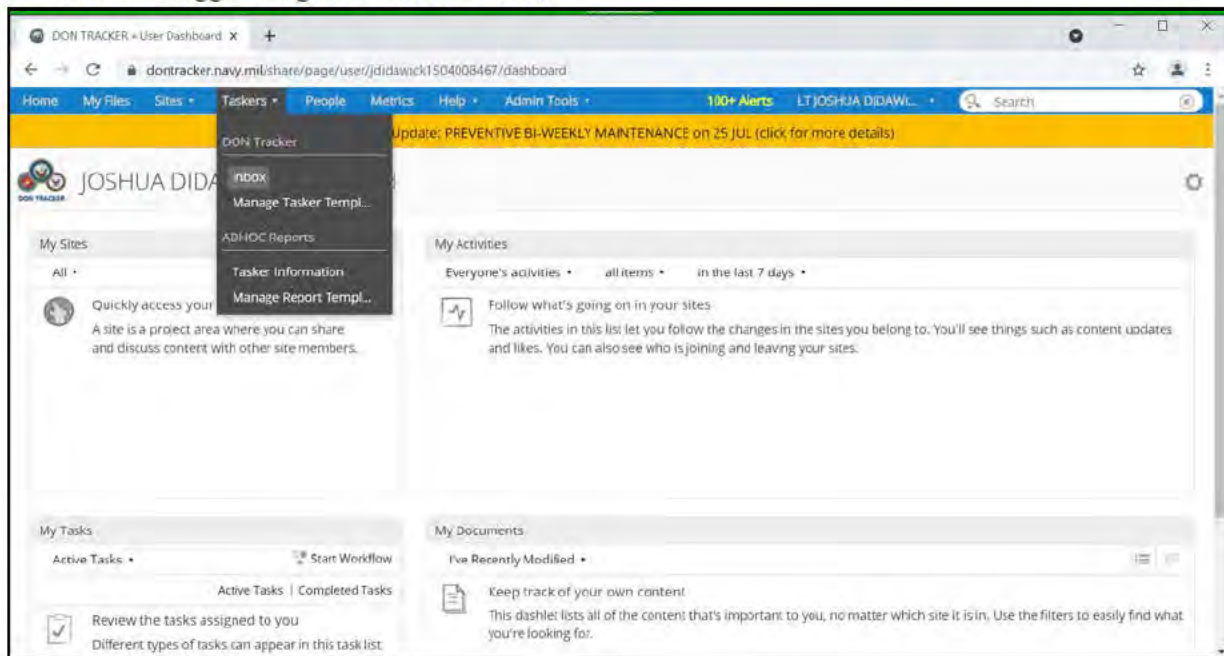 DON TRACKER » User Dashboard × +
dontracker.navy.mil/share/page/user/jdidawick1504008467/dashboard
Home My Files Sites Taskers People Metrics Help Admin Tools 100+ Alerts LT JOSHUA DIDAWI... Search
Update: PREVENTIVE BI-WEEKLY MAINTENANCE on 25 JUL (click for more details)
DON Tracker
Inbox
Manage Tasker Templ...
ADHOC Reports
Tasker Information
Manage Report Templ...
DON TRACKER
JOSHUA DIDA
My Sites
All
Quickly access your
A site is a project area where you can share
and discuss content with other site members.
My Activities
Everyone's activities all items in the last 7 days
Follow what's going on in your sites
The activities in this list let you follow the changes in the sites you belong to. You'll see things such as content updates
and likes. You can also see who is joining and leaving your sites.
My Tasks
Active Tasks Start Workflow
Active Tasks | Completed Tasks
Review the tasks assigned to you
Different types of tasks can appear in this task list
My Documents
I've Recently Modified
Keep track of your own content
This dashlet lists all of the content that's important to you, no matter which site it is in. Use the filters to easily find what
you're looking for.